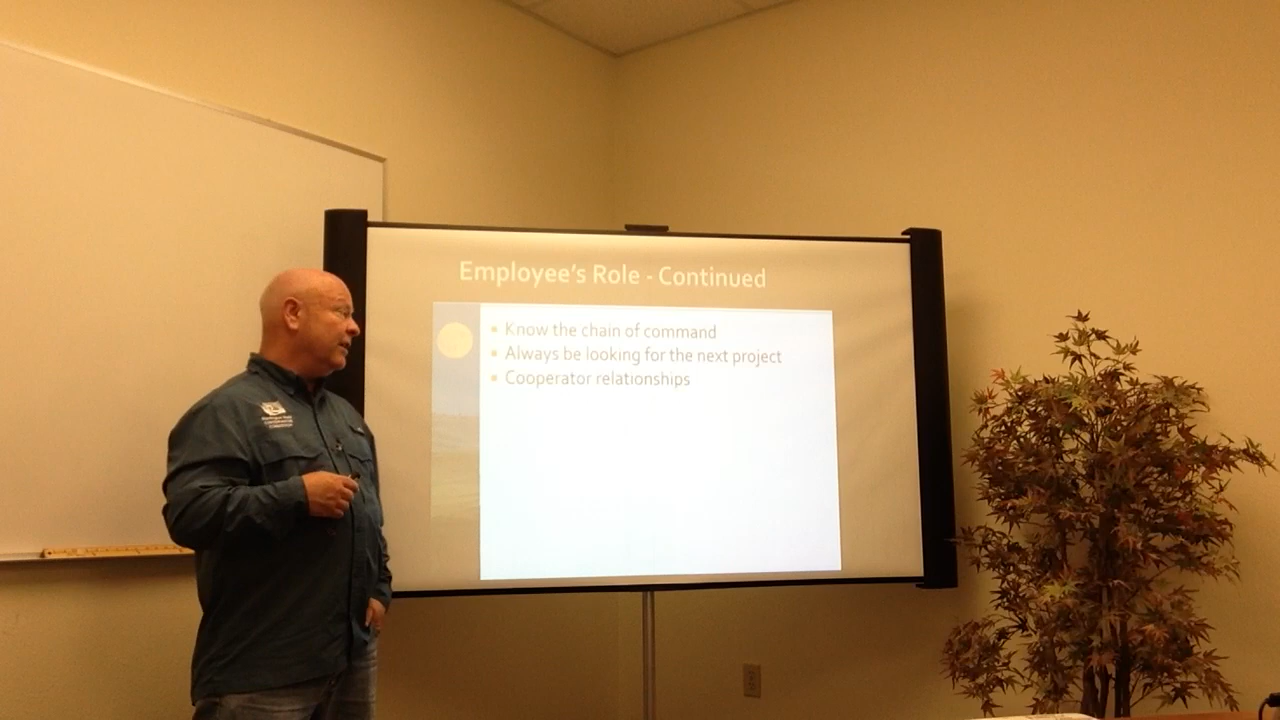 Employee's Role - Continued
Know the chain of command
Always be looking for the next project
Cooperator relationships